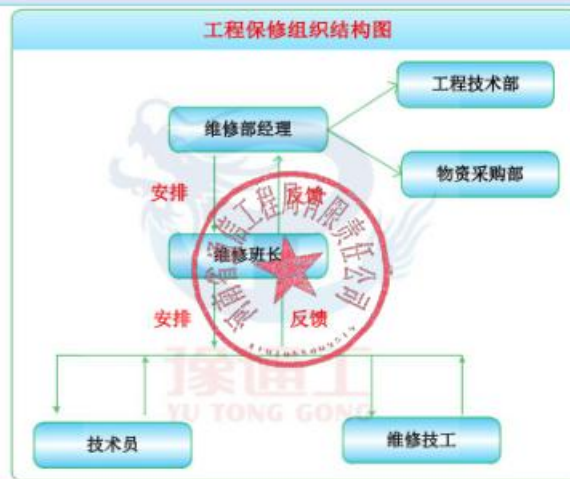 工程保修组织结构图
工程技术部
维修部经理
物资采购部
安排
反馈
维修班长
安排
反馈
豫通工
YU TONG GONG
技术员
维修技工